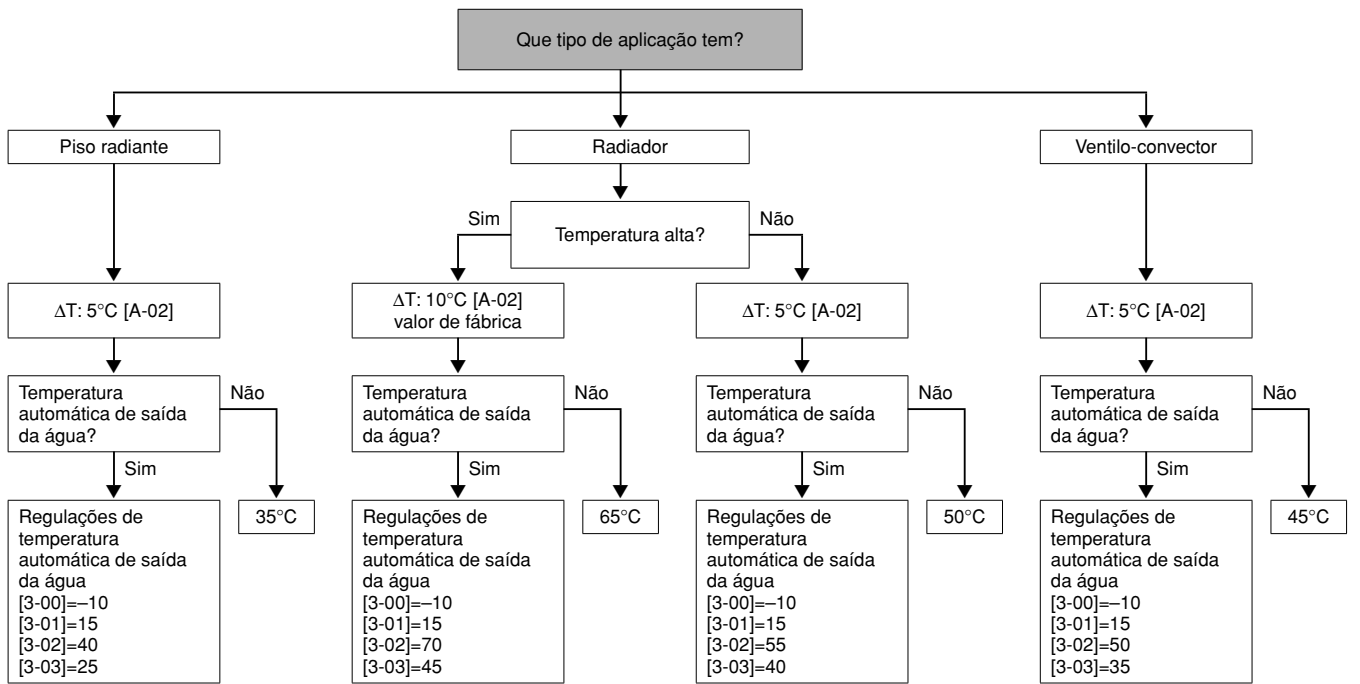 Que tipo de aplicação tem?
Piso radiante
Radiador
Ventilo-convector
Sim
Temperatura alta?
Não
ΔT: 5°C [A-02]
ΔT: 10°C [A-02]
valor de fábrica
ΔT: 5°C [A-02]
ΔT: 5°C [A-02]
Temperatura
automática de saída
da água?
Não
Sim
Temperatura
automática de saída
da água?
Não
Sim
Temperatura
automática de saída
da água?
Não
Sim
Temperatura
automática de saída
da água?
Não
Sim
Regulações de
temperatura
automática de saída
da água
[3-00]=–10
[3-01]=15
[3-02]=40
[3-03]=25
35°C
Regulações de
temperatura
automática de saída
da água
[3-00]=–10
[3-01]=15
[3-02]=70
[3-03]=45
65°C
Regulações de
temperatura
automática de saída
da água
[3-00]=–10
[3-01]=15
[3-02]=55
[3-03]=40
50°C
Regulações de
temperatura
automática de saída
da água
[3-00]=–10
[3-01]=15
[3-02]=50
[3-03]=35
45°C